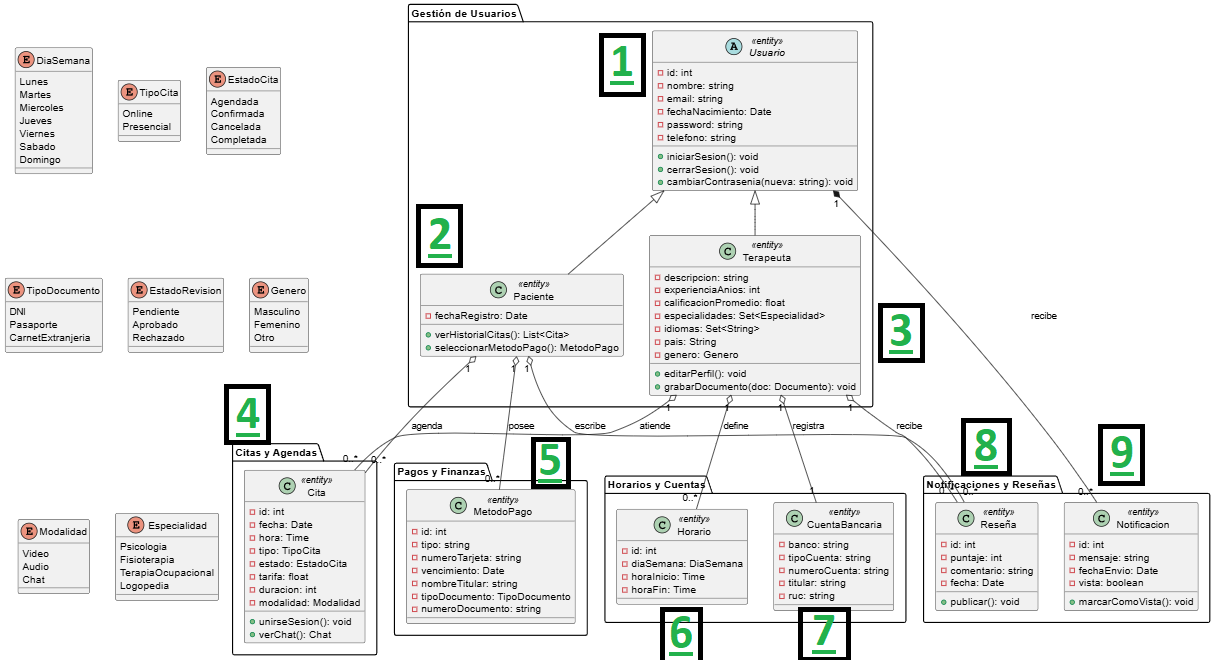 Gestión de Usuarios
1
A «entity»
Usuario
id: int
nombre: string
email: string
fechaNacimiento: Date
password: string
telefono: string
iniciarSesion(): void
cerrarSesion(): void
cambiarContrasenia(nueva: string): void
1
E DiaSemana
Lunes
Martes
Miercoles
Jueves
Viernes
Sabado
Domingo
E TipoCita
Online
Presencial
E EstadoCita
Agendada
Confirmada
Cancelada
Completada
2
C «entity»
Paciente
fechaRegistro: Date
verHistorialCitas(): List<Cita>
seleccionarMetodoPago(): MetodoPago
1
1
1
C «entity»
Terapeuta
descripcion: string
experienciaAnios: int
calificacionPromedio: float
especialidades: Set<Especialidad>
idiomas: Set<String>
pais: String
genero: Genero
editarPerfil(): void
grabarDocumento(doc: Documento): void
1
1
1
1
3
recibe
E TipoDocumento
DNI
Pasaporte
CarnetExtranjeria
E EstadoRevision
Pendiente
Aprobado
Rechazado
E Genero
Masculino
Femenino
Otro
agenda
posee
escribe
atiende
define
registra
recibe
4
Citas y Agendas
0..*
0..*
C «entity»
Cita
id: int
fecha: Date
hora: Time
tipo: TipoCita
estado: EstadoCita
tarifa: float
duracion: int
modalidad: Modalidad
unirseSesion(): void
verChat(): Chat
5
Pagos y Finanzas
0..*
C «entity»
MetodoPago
id: int
tipo: string
numeroTarjeta: string
vencimiento: Date
nombreTitular: string
tipoDocumento: TipoDocumento
numeroDocumento: string
Horarios y Cuentas
0..*
C «entity»
Horario
id: int
diaSemana: DiaSemana
horaInicio: Time
horaFin: Time
6
1
C «entity»
CuentaBancaria
banco: string
tipoCuenta: string
numeroCuenta: string
titular: string
ruc: string
7
8
9
Notificaciones y Reseñas
0..*
0..*
C «entity»
Reseña
id: int
puntaje: int
comentario: string
fecha: Date
publicar(): void
C «entity»
Notificacion
id: int
mensaje: string
fechaEnvio: Date
vista: boolean
marcarComoVista(): void
E Modalidad
Video
Audio
Chat
E Especialidad
Psicologia
Fisioterapia
TerapiaOcupacional
Logopedia